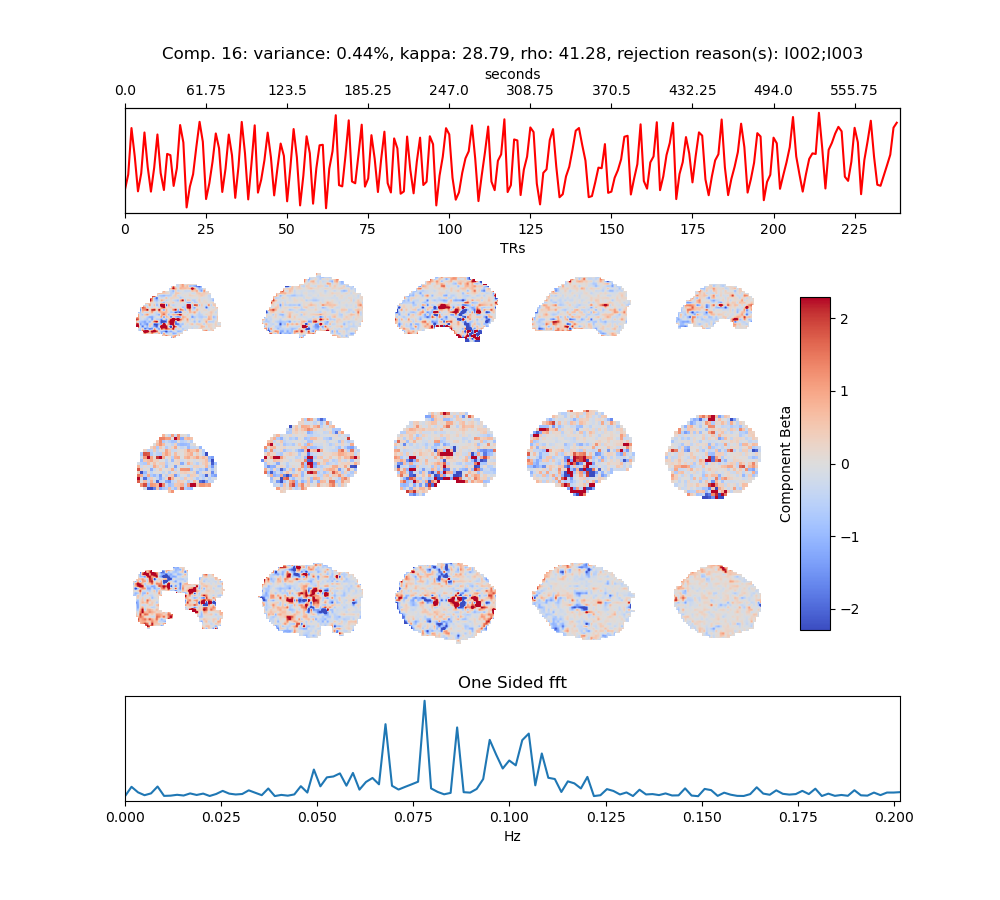 Comp. 16: variance: 0.44%, kappa: 28.79, rho: 41.28, rejection reason(s): I002;I003
seconds
0.0 61.75 123.5 185.25 247.0 308.75 370.5 432.25 494.0 555.75
0 25 50 75 100 125 150 175 200 225
TRs
2
1
0
−1
−2
Component Beta
One Sided fft
0.000 0.025 0.050 0.075 0.100 0.125 0.150 0.175 0.200
Hz